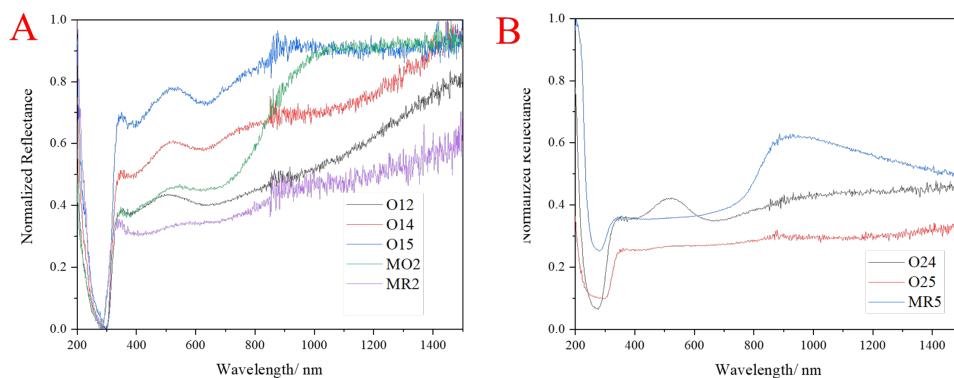 A
Normalized Reflectance
1.0
0.8
0.6
0.4
0.2
0.0
O12
O14
O15
MO2
MR2
200 400 600 800 1000 1200 1400
Wavelength/ nm
B
Normalized Reflectance
1.0
0.8
0.6
0.4
0.2
0.0
O24
O25
MR5
200 400 600 800 1000 1200 1400
Wavelength/ nm